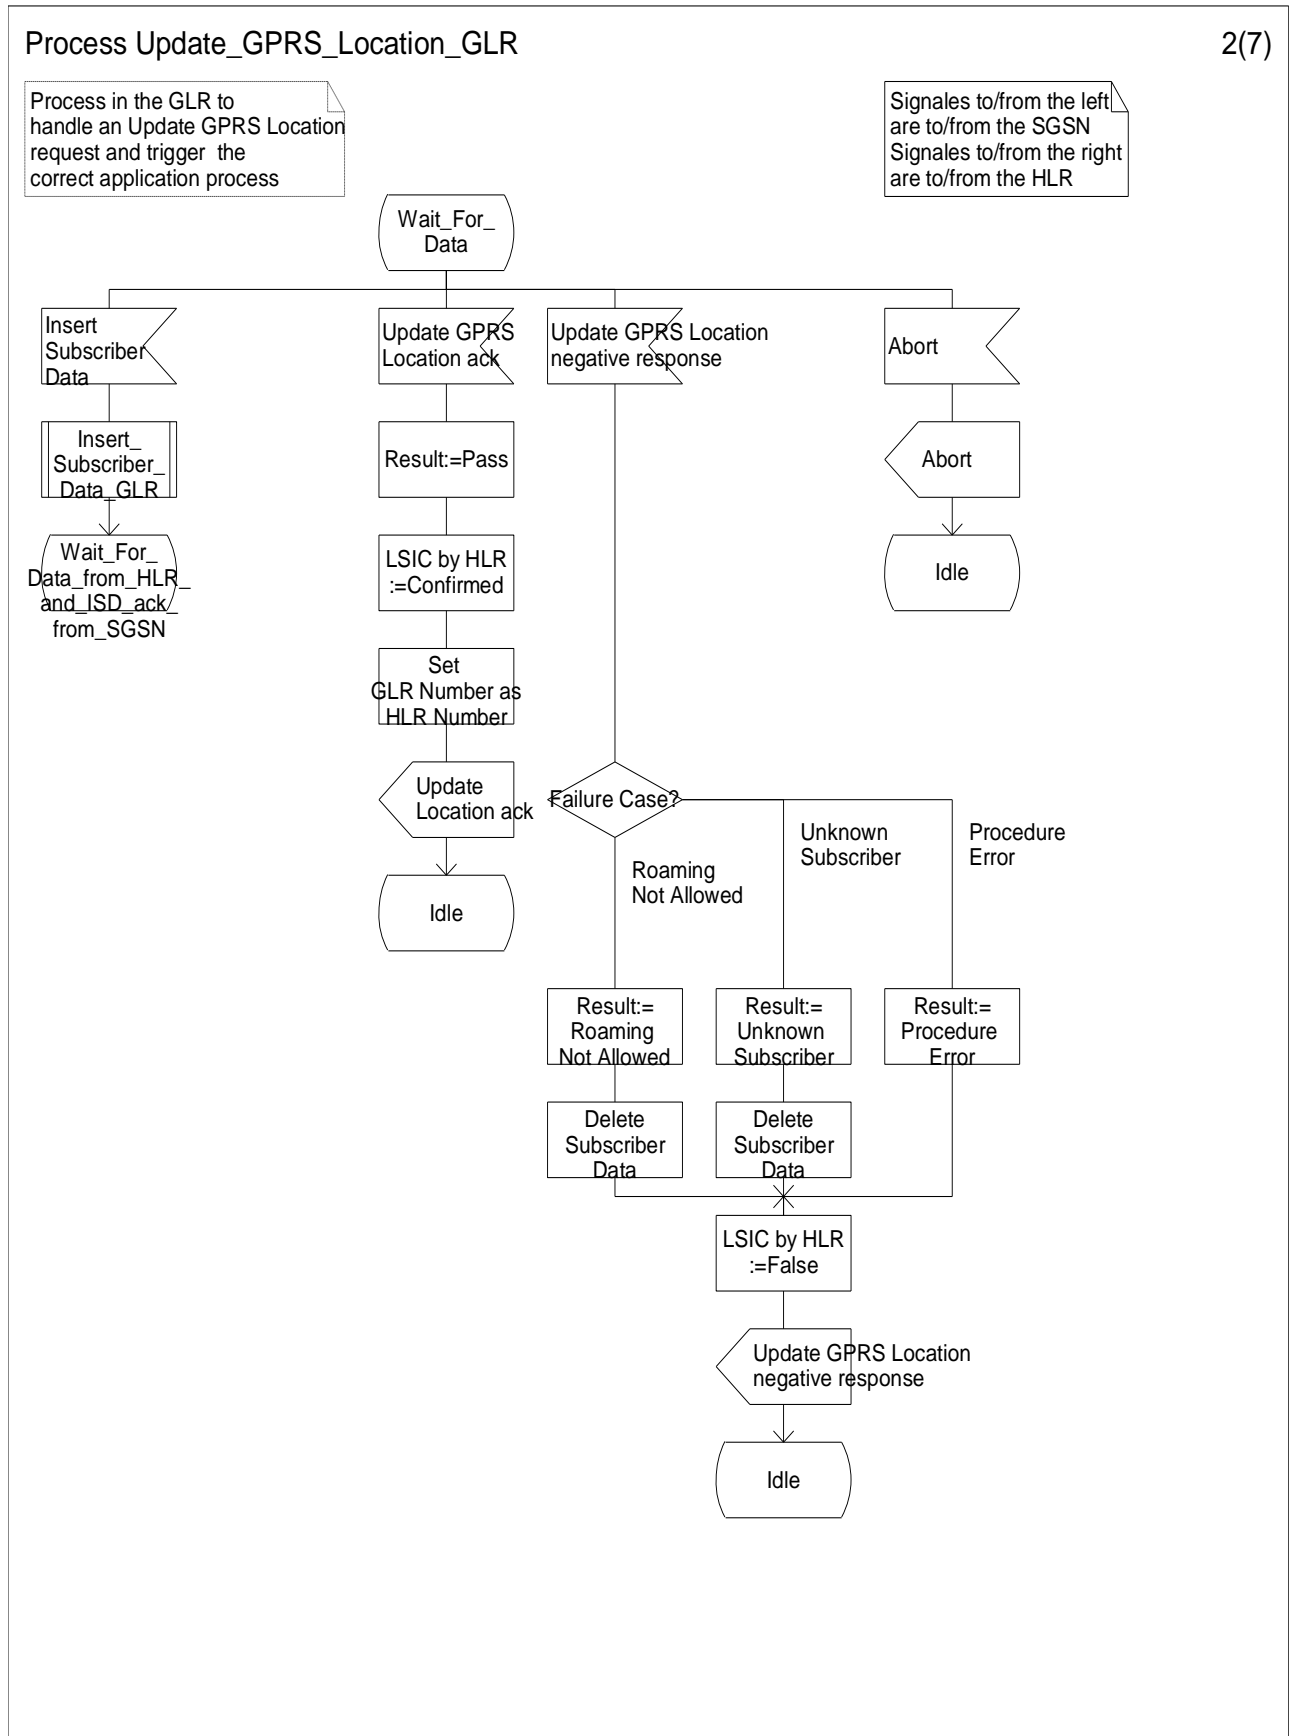 Process Update_GPRS_Location_GLR
2(7)
Process in the GLR to
handle an Update GPRS Location
request and trigger the
correct application process
Signales to/from the left
are to/from the SGSN
Signales to/from the right
are to/from the HLR
Wait_For_
Data
Insert
Subscriber
Data
Update GPRS
Location ack
Update GPRS Location
negative response
Abort
Insert_
Subscriber_
Data_GLR
Result:=Pass
Abort
Wait_For_
Data_from_HLR_
and_ISD_ack_
from_SGSN
LSIC by HLR
:=Confirmed
Idle
Set
GLR Number as
HLR Number
Update
Location ack
Failure Case?
Unknown
Subscriber
Procedure
Error
Roaming
Not Allowed
Idle
Result:=
Roaming
Not Allowed
Result:=
Unknown
Subscriber
Result:=
Procedure
Error
Delete
Subscriber
Data
Delete
Subscriber
Data
LSIC by HLR
:=False
Update GPRS Location
negative response
Idle